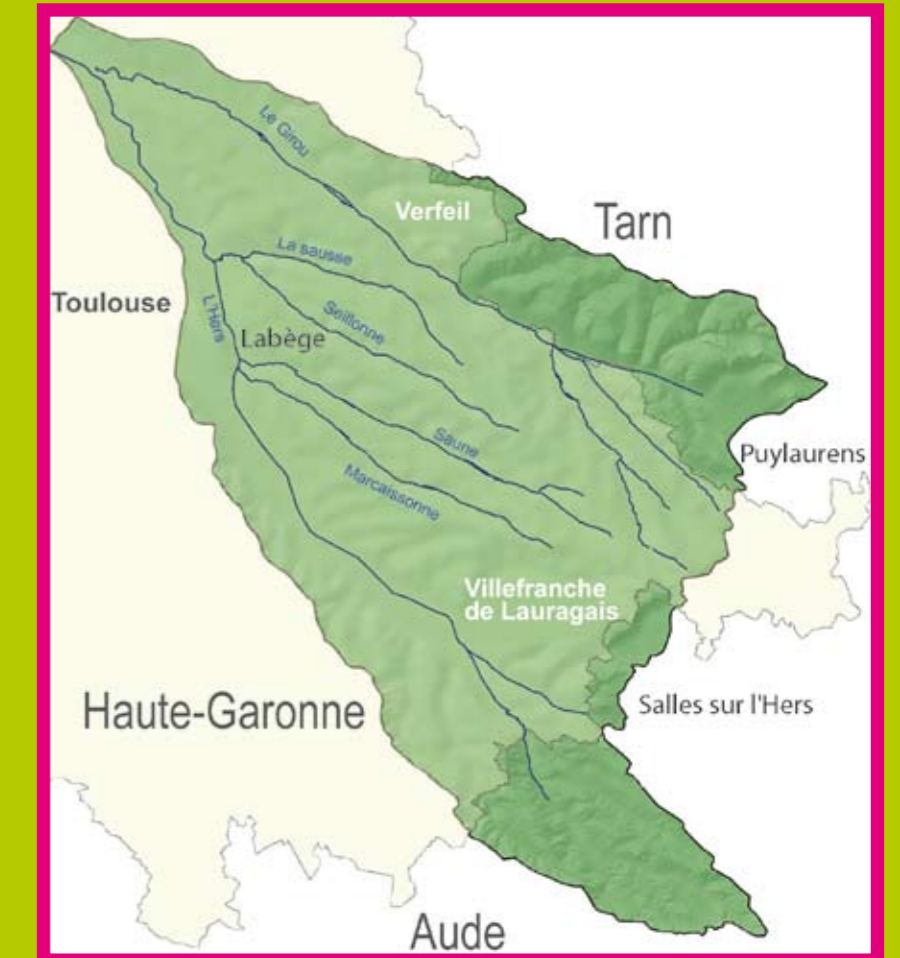 Le Girou
Verfeil
Tarn
La sausse
Toulouse
L'Hers
Seillonne
Labège
Saune
Puylaurens
Marcaissonne
Villefranche
de Lauragais
Haute-Garonne
Salles sur l'Hers
Aude